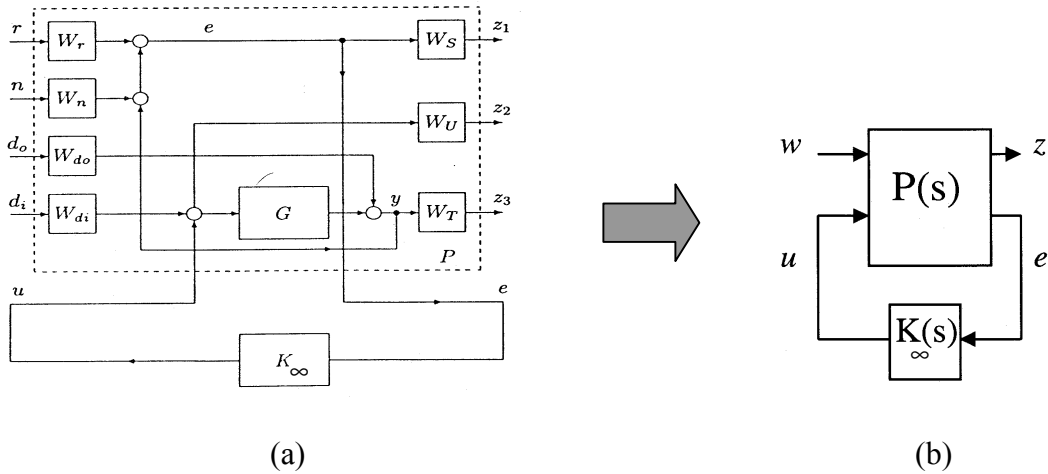 r W_r e W_S z_1
n W_n W_U z_2
d_o W_do
d_i W_di G y W_T z_3
P
u e
K_∞
(a)
w P(s) z
u e
K(s)
∞
(b)